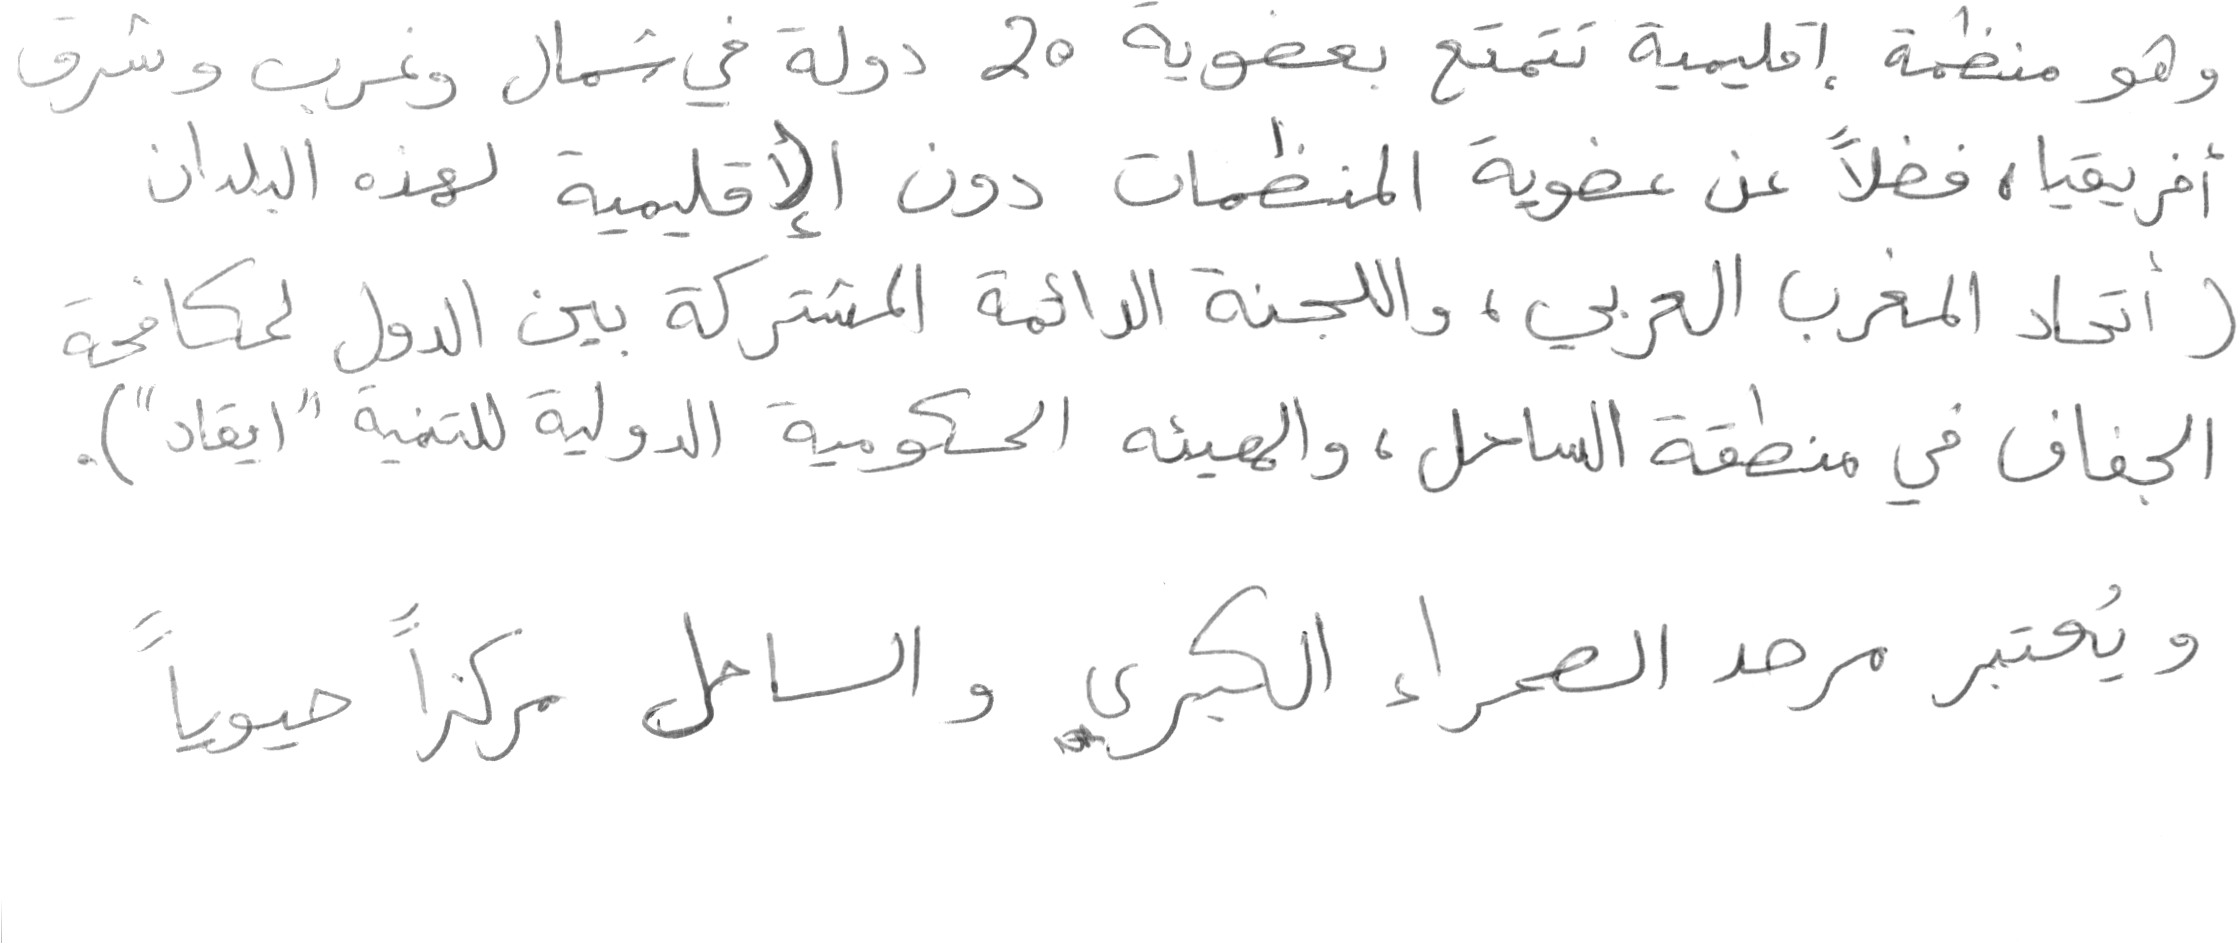 وهو منظمة إقليمية تتمتع بعضوية 20 دولة في شمال وغرب وشرق
أفريقيا، فضلاً عن عضوية المنظمات دون الإقليمية لهذه البلدان
(أتحاد المغرب العربي، واللجنة الدائمة المشتركة بين الدول لمكافحة
الجفاف في منطقة الساحل، والهيئه الحكومية الدولية للتنمية "ايقاد").
ويُعتبر مرصد الصحراء الكبرى والساحل مركزاً حيوياً